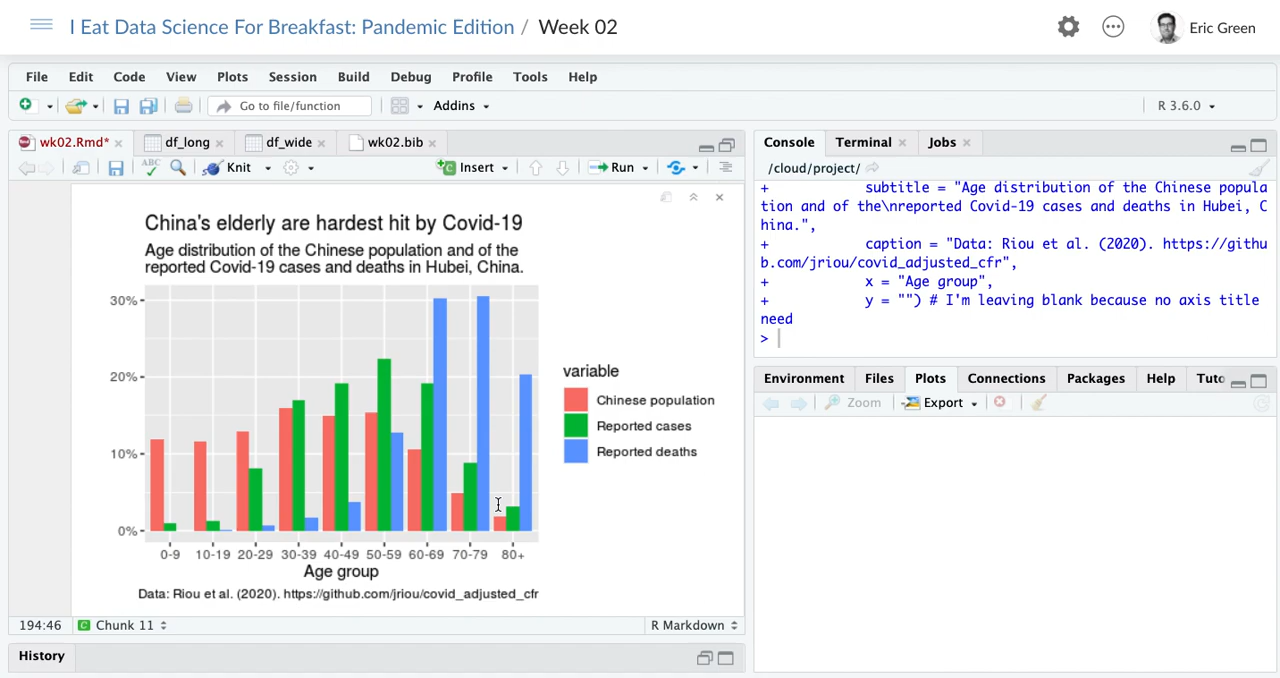 I Eat Data Science For Breakfast: Pandemic Edition / Week 02
Eric Green
File Edit Code View Plots Session Build Debug Profile Tools Help
Go to file/function
Addins
R 3.6.0
wk02.Rmd*
df_long
df_wide
wk02.bib
ABC
Knit
Insert
Run
China's elderly are hardest hit by Covid-19
Age distribution of the Chinese population and of the
reported Covid-19 cases and deaths in Hubei, China.
30%
20%
10%
0%
0-9 10-19 20-29 30-39 40-49 50-59 60-69 70-79 80+
Age group
Data: Riou et al. (2020). https://github.com/jriou/covid_adjusted_cfr
variable
Chinese population
Reported cases
Reported deaths
194:46
Chunk 11
R Markdown
History
Console Terminal Jobs
/cloud/project/
+ subtitle = "Age distribution of the Chinese popula
tion and of the\nreported Covid-19 cases and deaths in Hubei, C
hina.",
+ caption = "Data: Riou et al. (2020). https://githu
b.com/jriou/covid_adjusted_cfr",
+ x = "Age group",
+ y = "") # I'm leaving blank because no axis title
need
>
Environment Files Plots Connections Packages Help Tuto
Zoom
Export